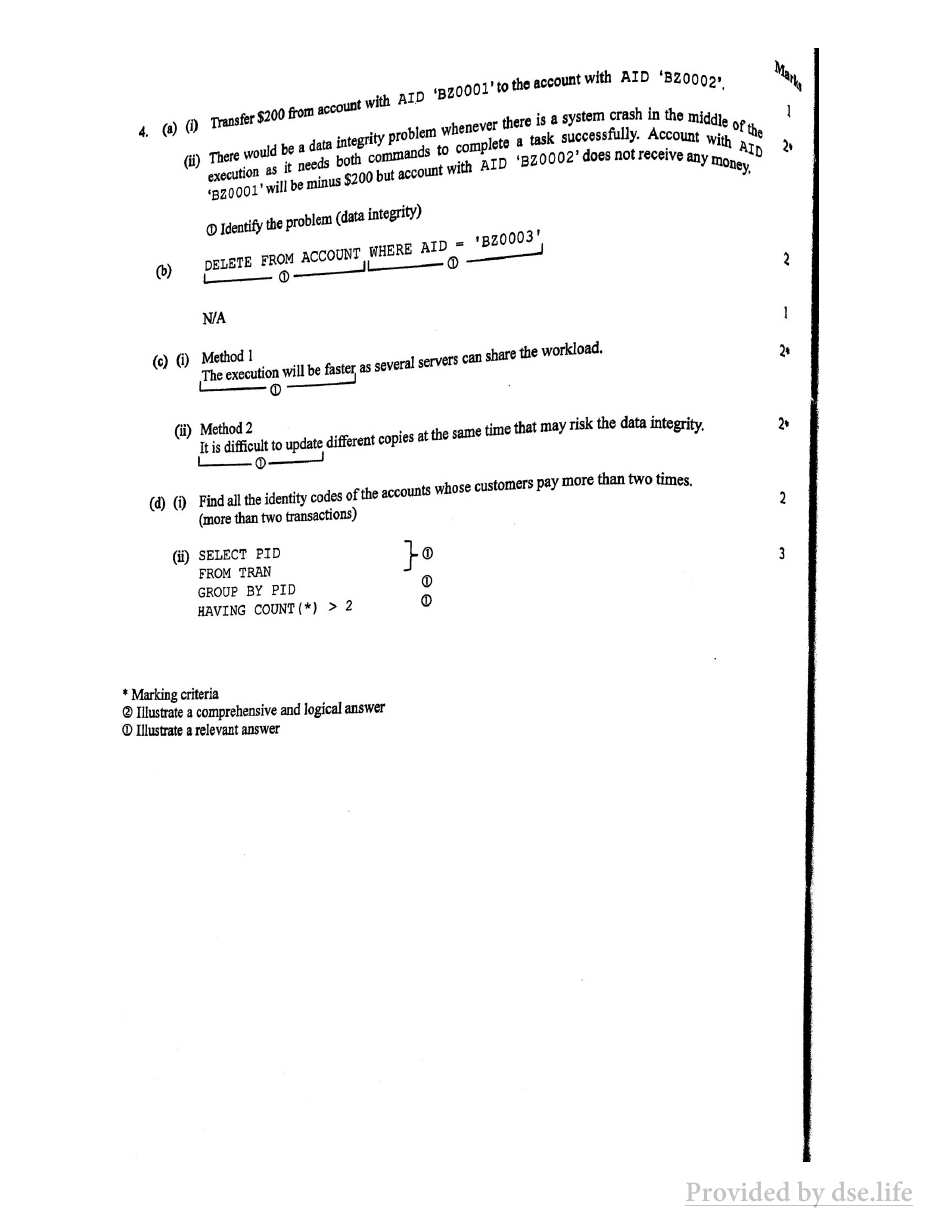 Marks
4. (a) (i) Transfer $200 from account with AID ‘BZ0001’ to the account with AID ‘BZ0002’. 1
(ii) There would be a data integrity problem whenever there is a system crash in the middle of the 2*
execution as it needs both commands to complete a task successfully. Account with AID
‘BZ0001’ will be minus $200 but account with AID ‘BZ0002’ does not receive any money.
① Identify the problem (data integrity)
(b) DELETE FROM ACCOUNT WHERE AID = 'BZ0003' 2
① ①
N/A 1
(c) (i) Method 1
The execution will be faster as several servers can share the workload. 2*
①
(ii) Method 2
It is difficult to update different copies at the same time that may risk the data integrity. 2*
①
(d) (i) Find all the identity codes of the accounts whose customers pay more than two times. 2
(more than two transactions)
(ii) SELECT PID ① 3
FROM TRAN
GROUP BY PID ①
HAVING COUNT(*) > 2 ①
* Marking criteria
② Illustrate a comprehensive and logical answer
① Illustrate a relevant answer
Provided by dse.life